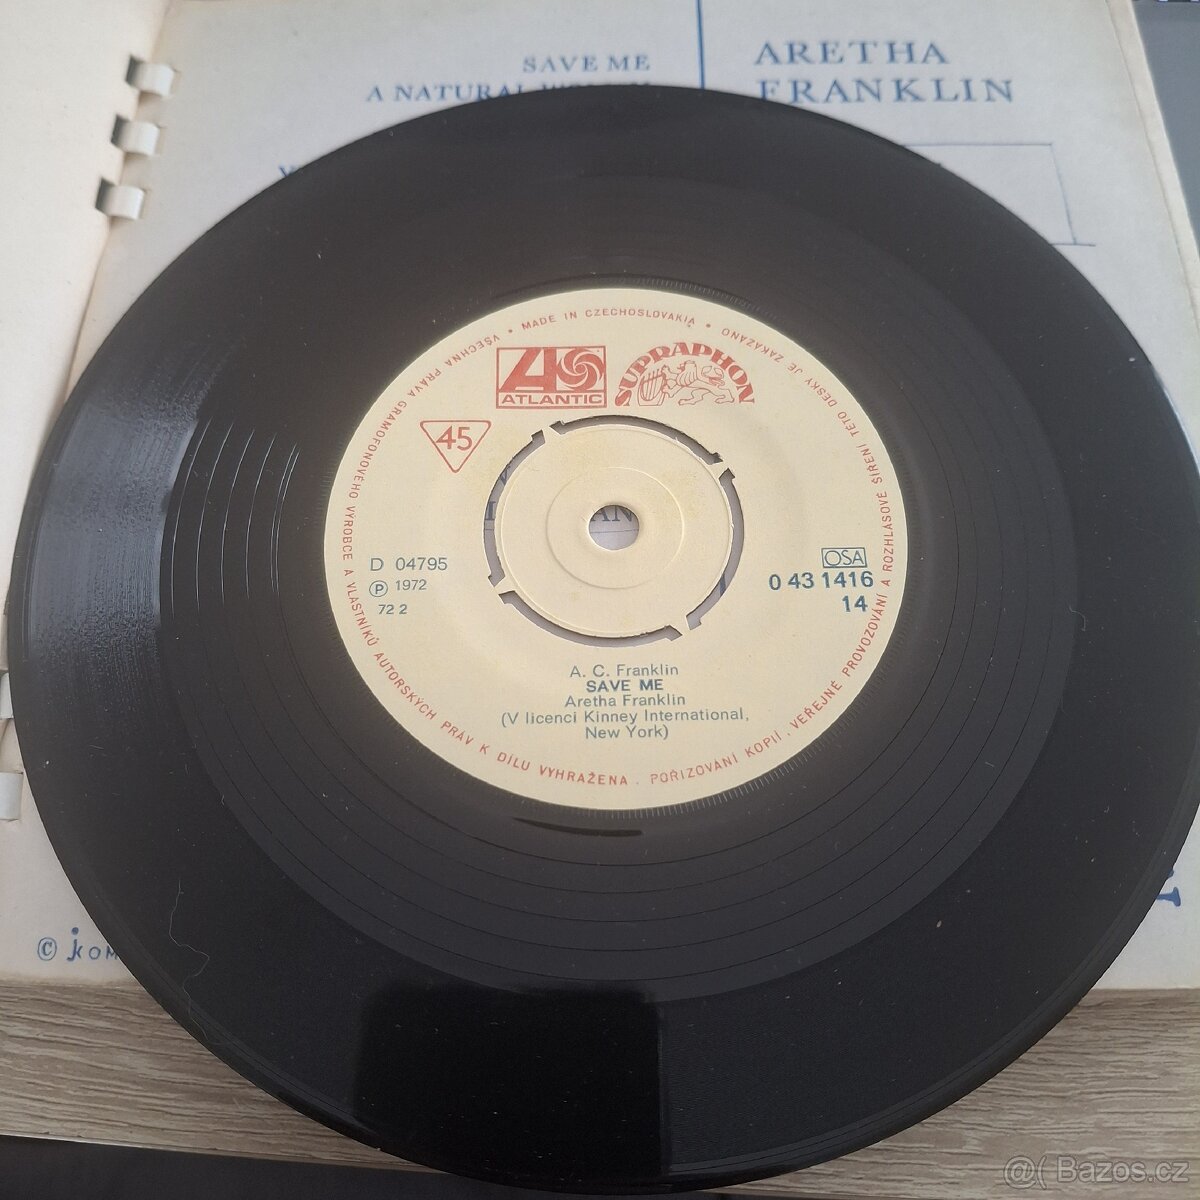 SAVE ME
A NATURAL
ARETHA
FRANKLIN
MADE IN CZECHOSLOVAKIA
VŠECHNA PRÁVA GRAMOFONOVÉHO VÝROBCE A VLASTNÍKŮ AUTORSKÝCH PRÁV K DÍLU VYHRAŽENA . POŘIZOVÁNÍ KOPIÍ , VEŘEJNÉ PROVOZOVÁNÍ A ROZHLASOVÉ ŠÍŘENÍ TÉTO DESKY JE ZAKÁZÁNO
ATLANTIC
SUPRAPHON
45
D 04795
Ⓟ 1972
72 2
OSA
0 43 1416
14
A. C. Franklin
SAVE ME
Aretha Franklin
(V licenci Kinney International,
New York)
©
@( Bazos.cz